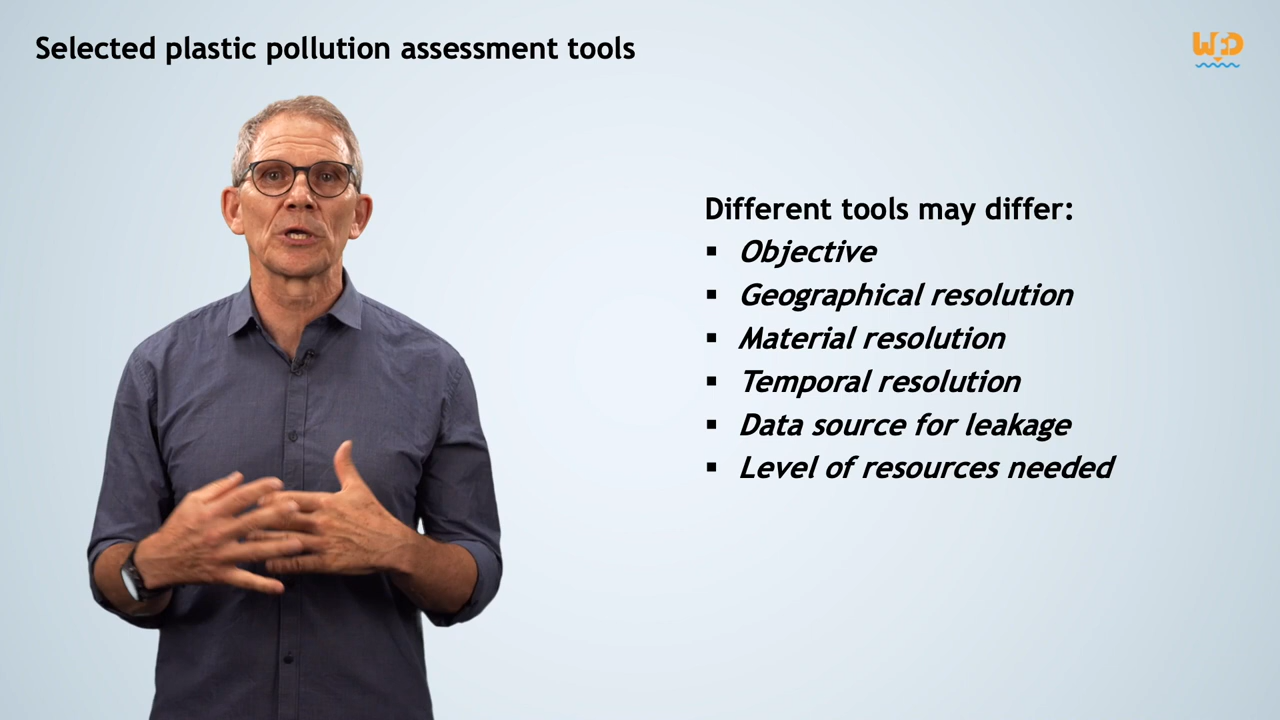 Selected plastic pollution assessment tools
WED
Different tools may differ:
▪ Objective
▪ Geographical resolution
▪ Material resolution
▪ Temporal resolution
▪ Data source for leakage
▪ Level of resources needed